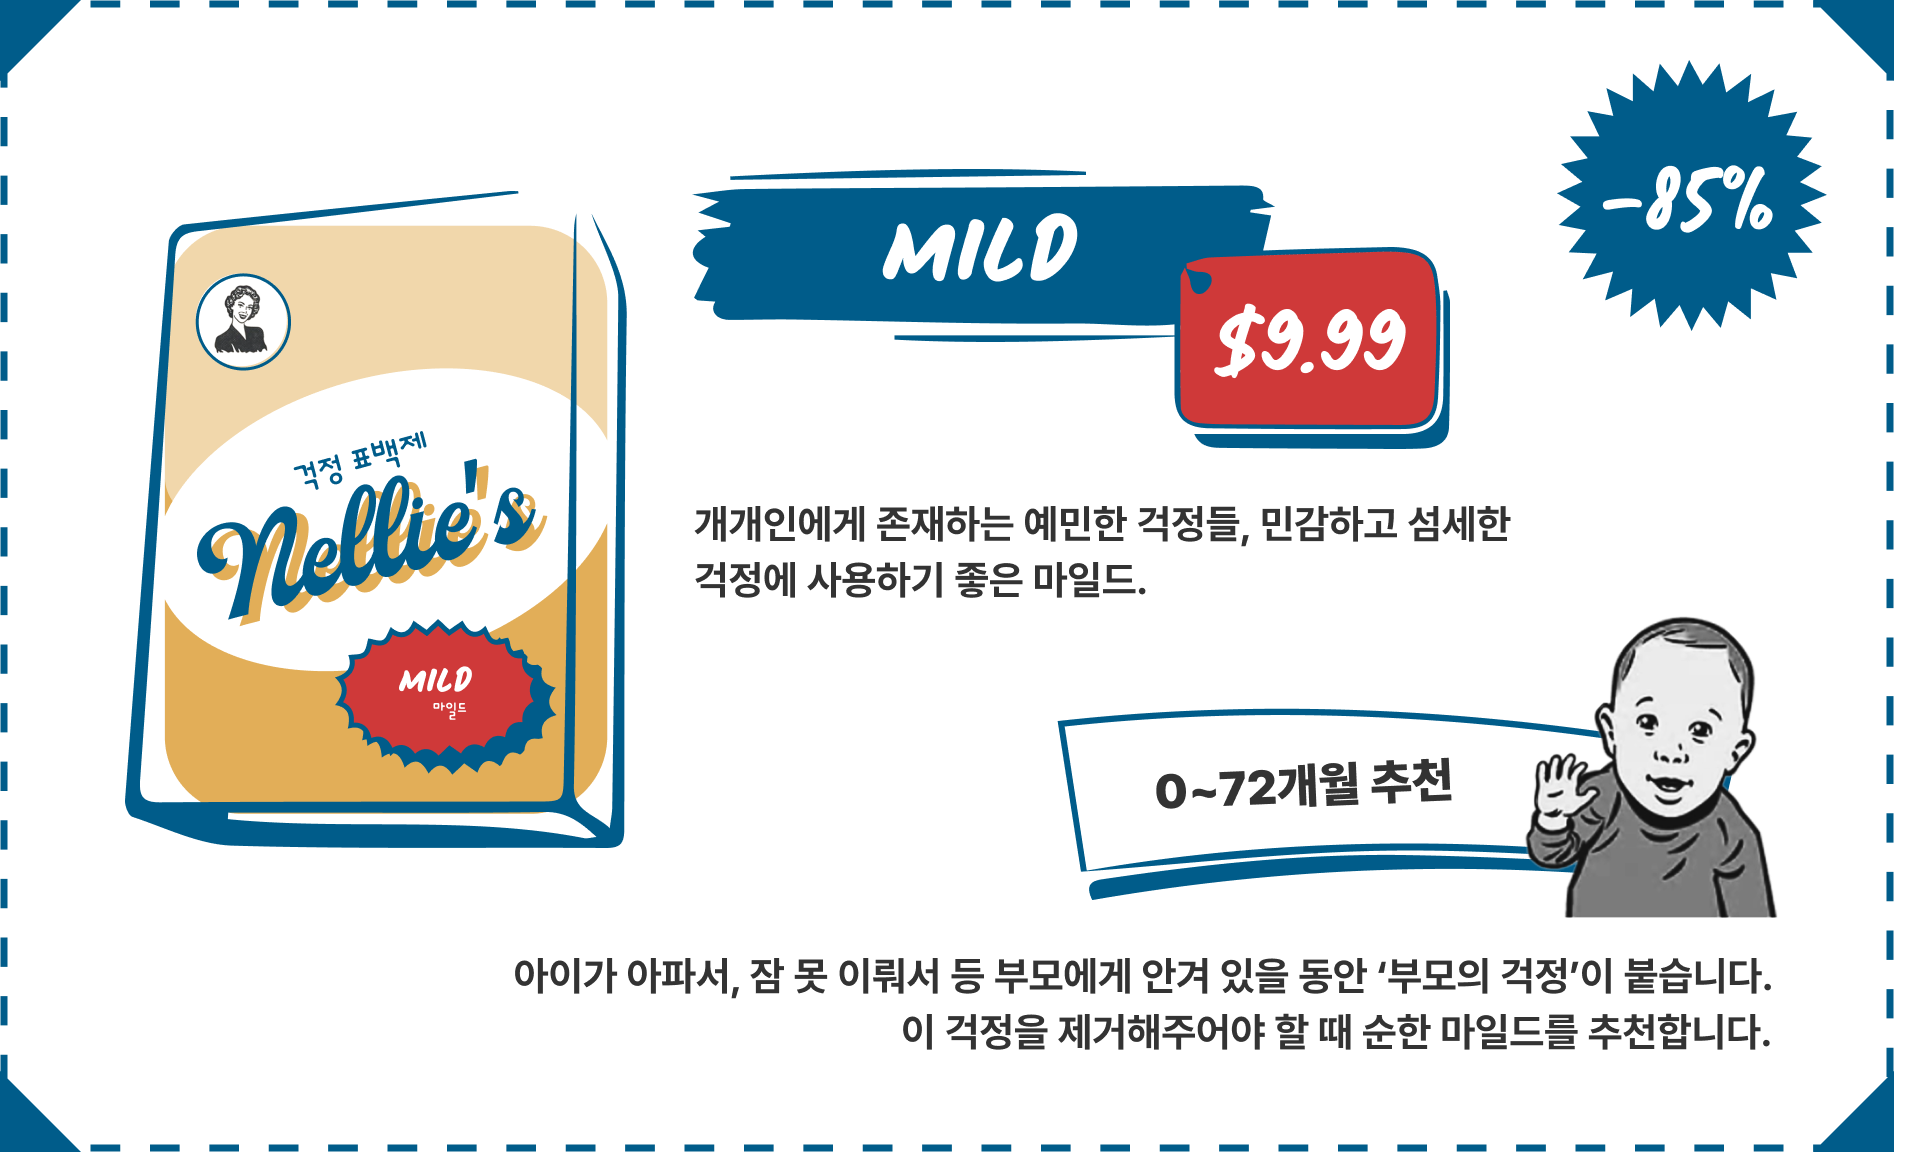 -85%
MILD
$9.99
걱정 표백제
Nellie's
MILD
마일드
개개인에게 존재하는 예민한 걱정들, 민감하고 섬세한
걱정에 사용하기 좋은 마일드.
0~72개월 추천
아이가 아파서, 잠 못 이뤄서 등 부모에게 안겨 있을 동안 ‘부모의 걱정’이 붙습니다.
이 걱정을 제거해주어야 할 때 순한 마일드를 추천합니다.